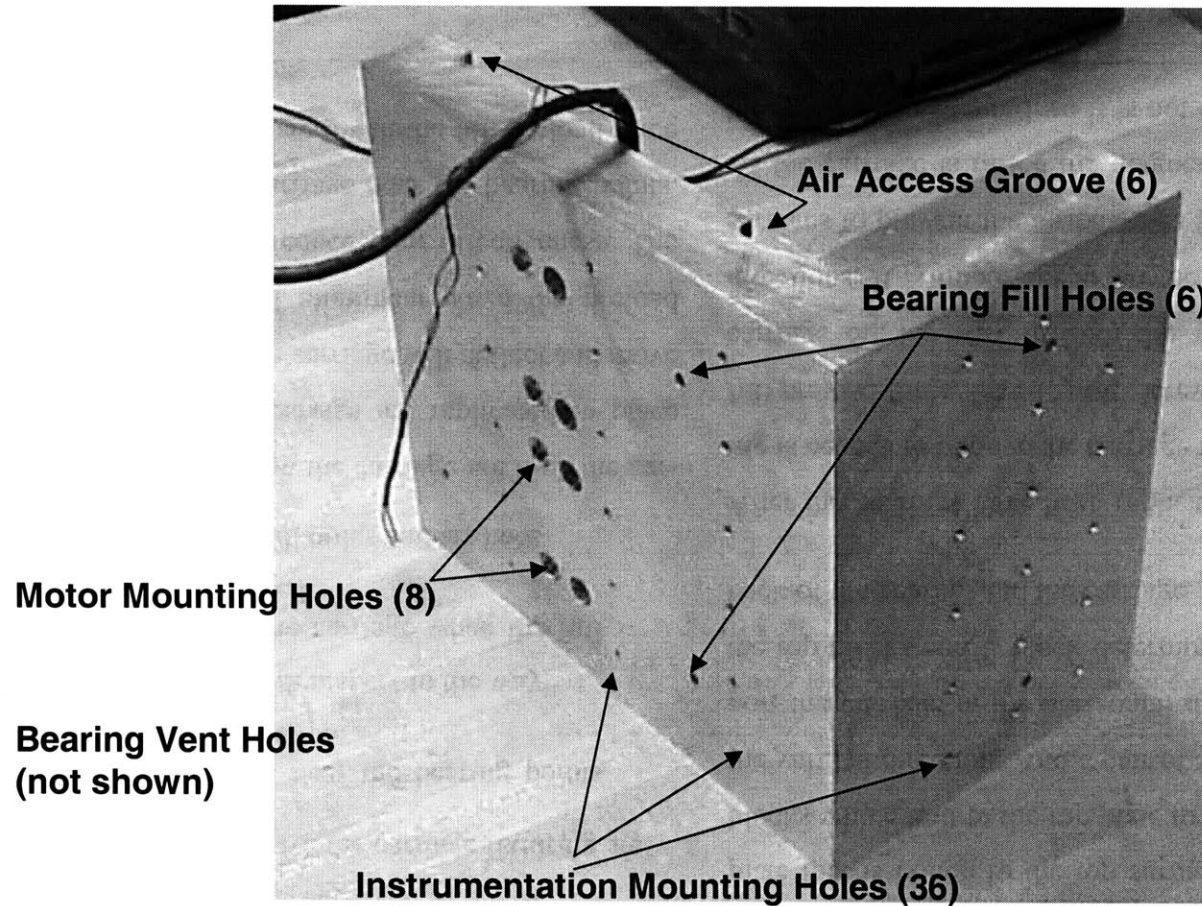 Air Access Groove (6)
Bearing Fill Holes (6)
Motor Mounting Holes (8)
Bearing Vent Holes
(not shown)
Instrumentation Mounting Holes (36)